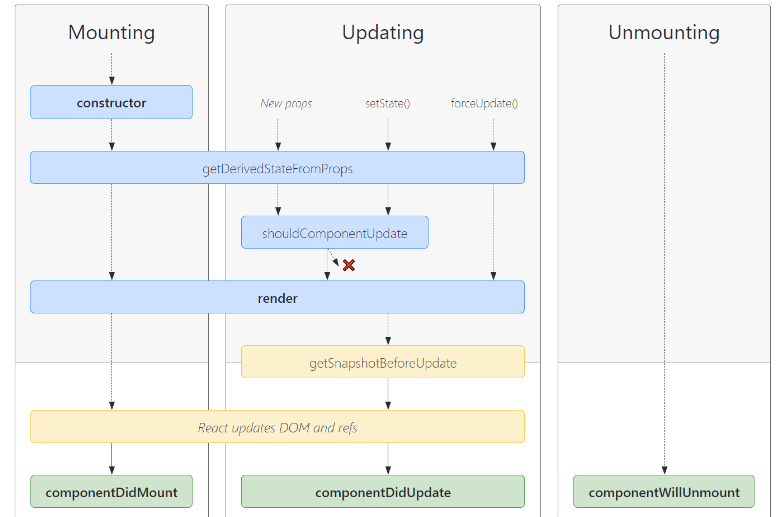 Mounting
Updating
Unmounting
constructor
New props
setState()
forceUpdate()
getDerivedStateFromProps
shouldComponentUpdate
render
getSnapshotBeforeUpdate
React updates DOM and refs
componentDidMount
componentDidUpdate
componentWillUnmount